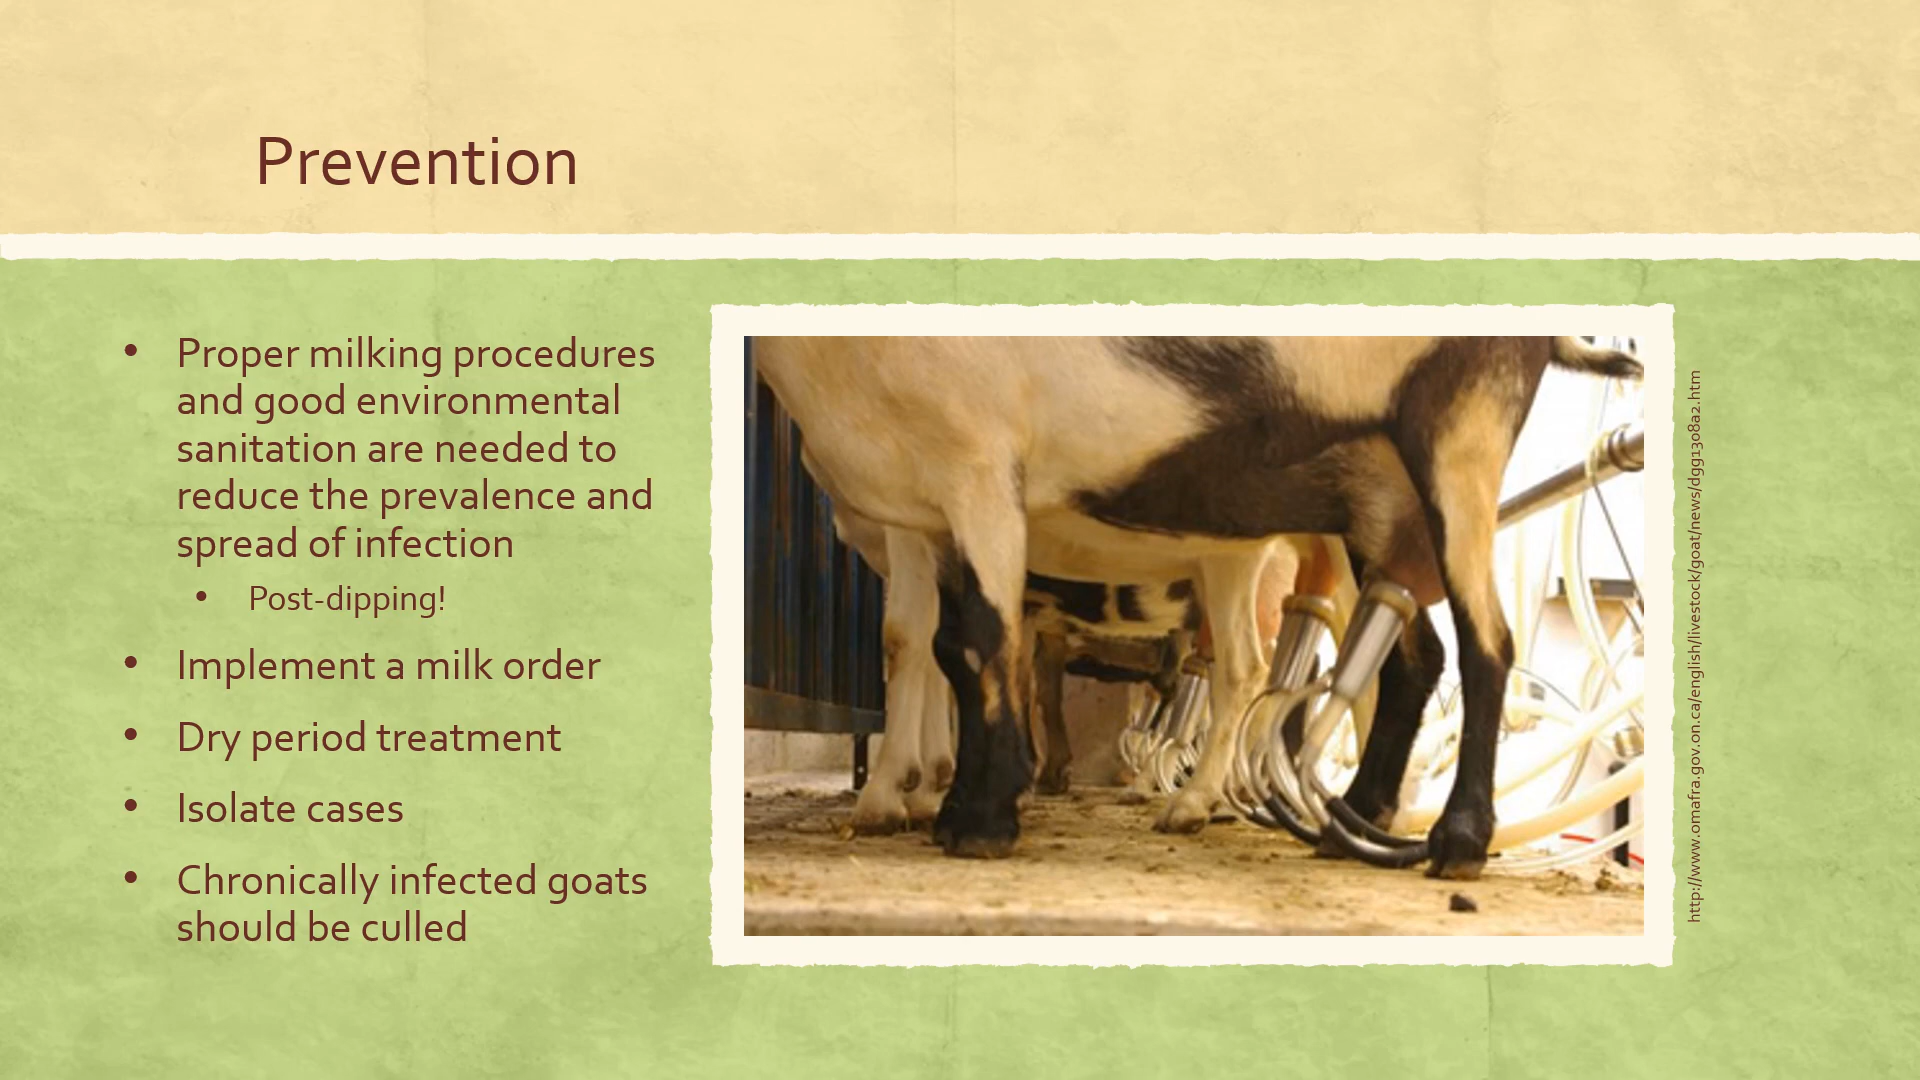 Prevention
• Proper milking procedures
and good environmental
sanitation are needed to
reduce the prevalence and
spread of infection
• Post-dipping!
• Implement a milk order
• Dry period treatment
• Isolate cases
• Chronically infected goats
should be culled
http://www.omafra.gov.on.ca/english/livestock/goat/news/dgg1308a2.htm